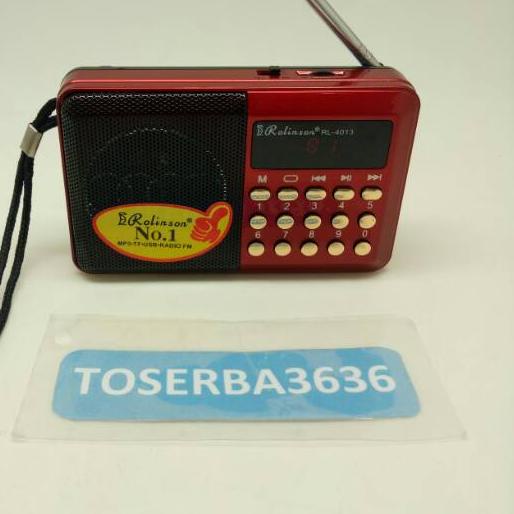 Rolinson® RL-4013
M
1 2 3 4 5
6 7 8 9 0
Rolinson®
No.1
MP3-TF-USB-RADIO FM
TOSERBA3636